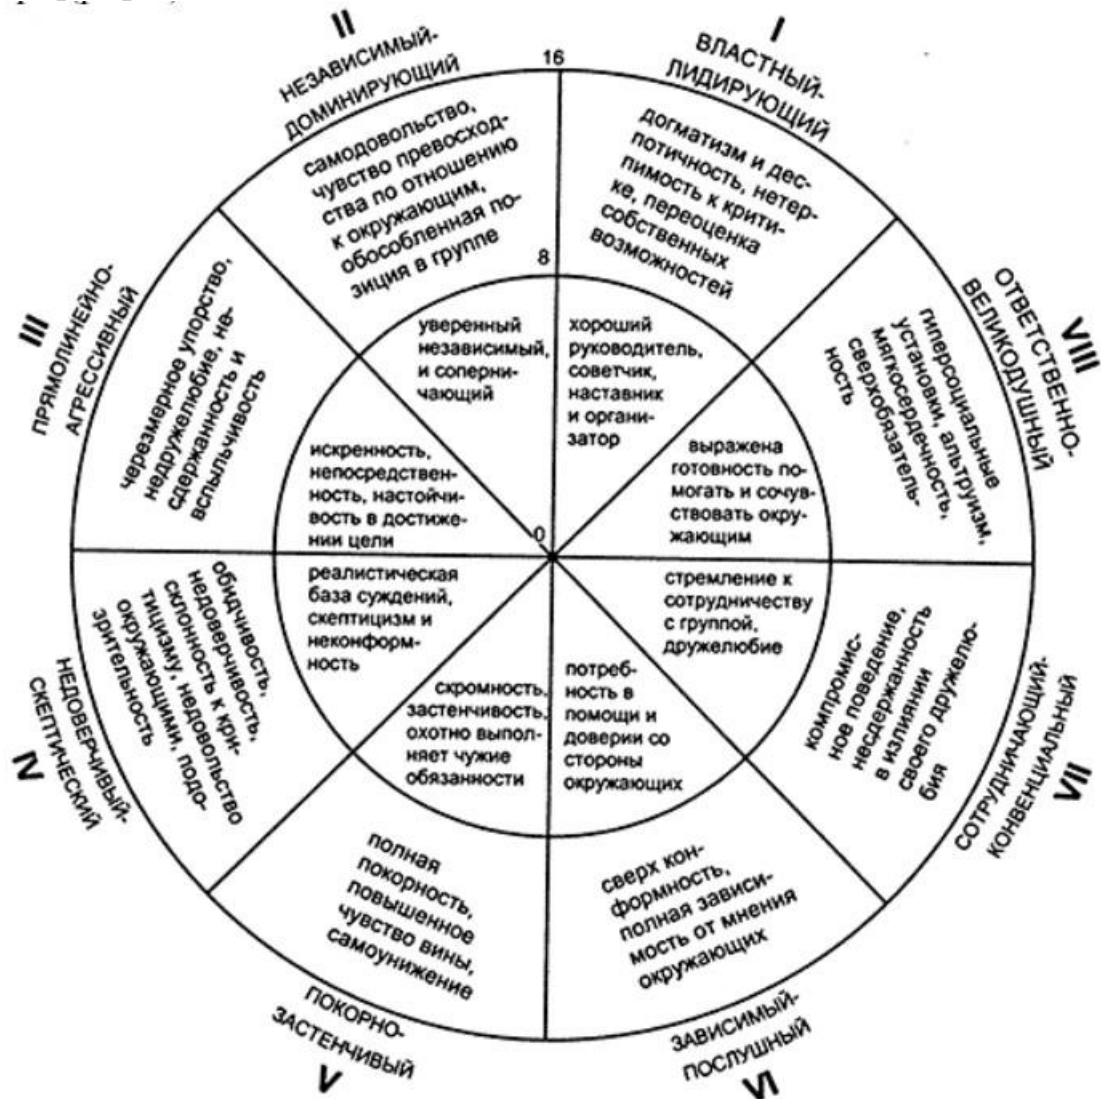 I
ВЛАСТНЫЙ-
ЛИДИРУЮЩИЙ
догматизм и дес-
потичность, нетер-
пимость к крити-
ке, переоценка
собственных
возможностей
хороший
руководитель,
советчик,
наставник
и органи-
затор
II
НЕЗАВИСИМЫЙ-
ДОМИНИРУЮЩИЙ
самодовольство,
чувство превосход-
ства по отношению
к окружающим,
обособленная по-
зиция в группе
уверенный
независимый,
и соперни-
чающий
III
ПРЯМОЛИНЕЙНО-
АГРЕССИВНЫЙ
черезмерное упорство,
недружелюбие, не-
сдержанность и
вспыльчивость
искренность,
непосредствен-
ность, настойчи-
вость в достиже-
нии цели
IV
НЕДОВЕРЧИВЫЙ-
СКЕПТИЧЕСКИЙ
обидчивость,
недоверчивость,
склонность к кри-
тицизму, недовольство
окружающими, подо-
зрительность
реалистическая
база суждений,
скептицизм и
неконформ-
ность
V
ПОКОРНО-
ЗАСТЕНЧИВЫЙ
полная
покорность,
повышенное
чувство вины,
самоунижение
скромность,
застенчивость,
охотно выпол-
няет чужие
обязанности
VI
ЗАВИСИМЫЙ-
ПОСЛУШНЫЙ
сверх кон-
формность,
полная зависи-
мость от мнения
окружающих
потреб-
ность в
помощи и
доверии со
стороны
окружающих
VII
СОТРУДНИЧАЮЩИЙ-
КОНВЕНЦИАЛЬНЫЙ
компромис-
ное поведение,
несдержанность
в излиянии
своего дружелю-
бия
стремление к
сотрудничеству
с группой,
дружелюбие
VIII
ОТВЕТСТВЕННО-
ВЕЛИКОДУШНЫЙ
гиперсоциальные
установки, альтруизм,
мягкосердечность,
сверхобязатель-
ность
выражена
готовность по-
могать и сочув-
ствовать окру-
жающим
16
8
0